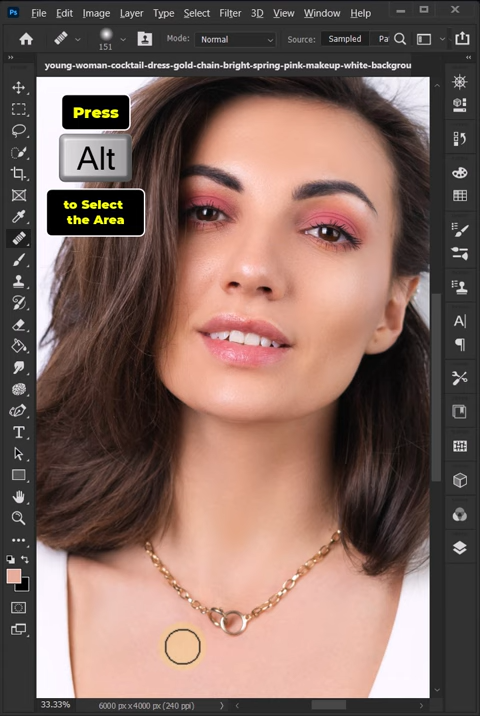 Ps File Edit Image Layer Type Select Filter 3D View Window Help
151 Mode: Normal Source: Sampled Pa
young-woman-cocktail-dress-gold-chain-bright-spring-pink-makeup-white-backgrou
Press
Alt
to Select
the Area
33.33% 6000 px x 4000 px (240 ppi)